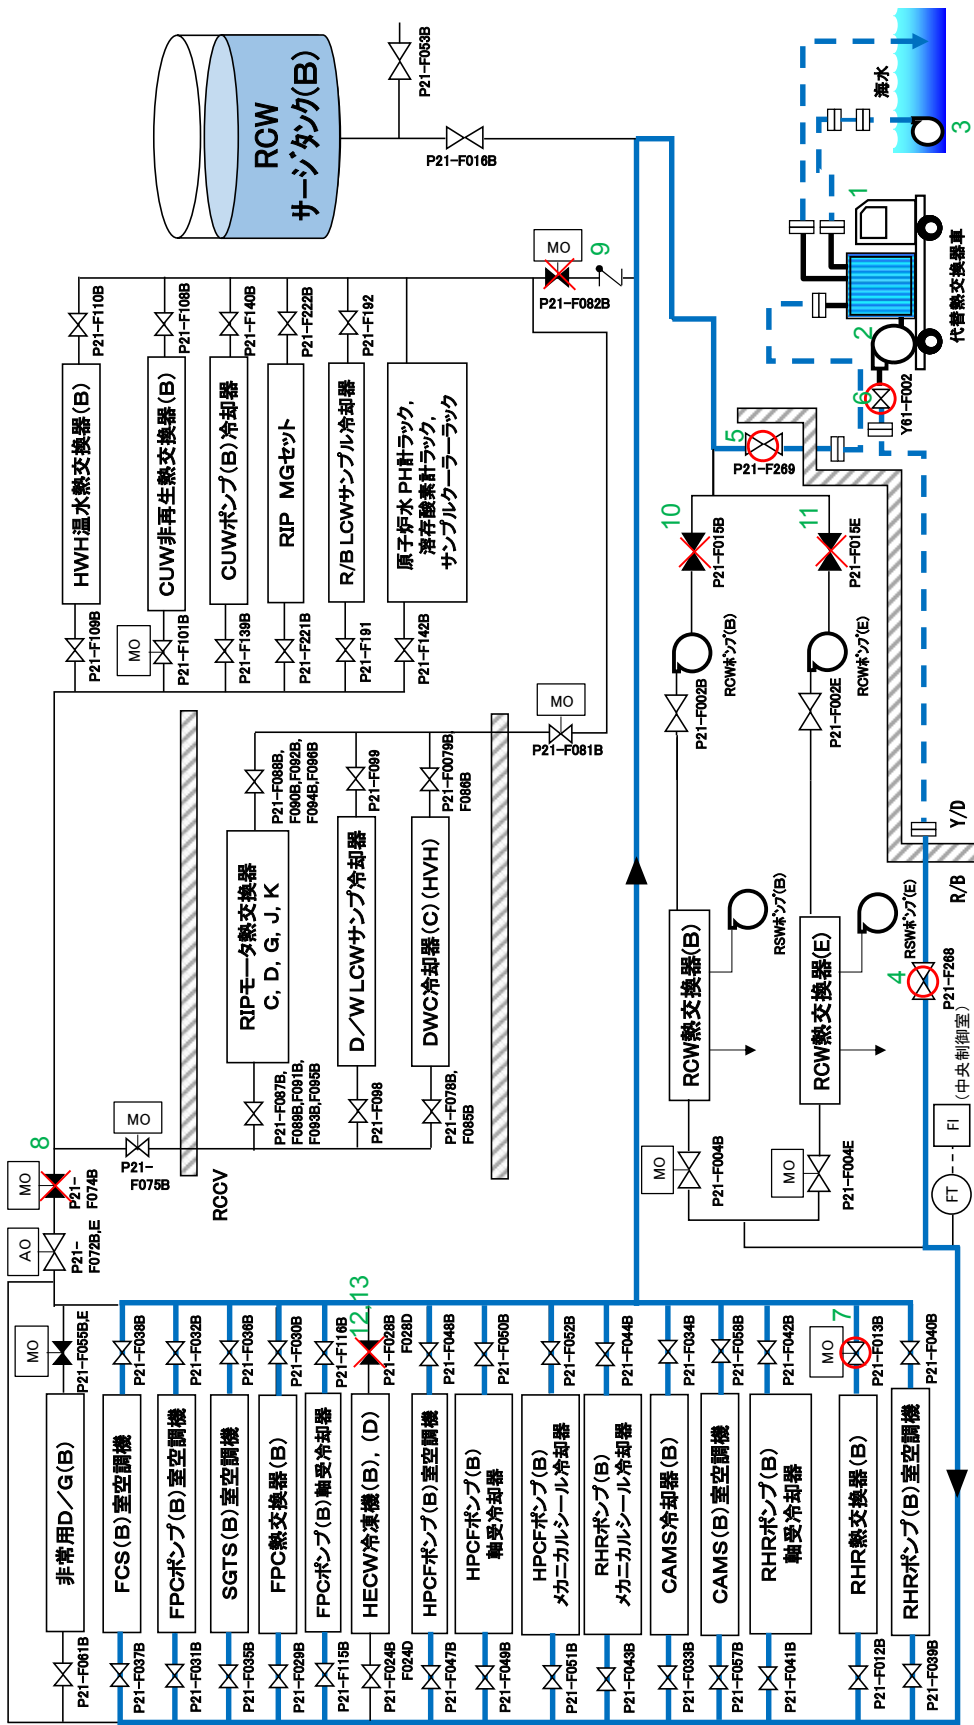 RCW
サージタンク(B)
P21-F053B
P21-F016B
海水
3
1
代替熱交換器車
2
6
Y61-F002
5
P21-F269
MO
9
P21-F082B
P21-F110B
P21-F108B
P21-F140B
P21-F222B
P21-F192
HWH温水熱交換器(B)
CUW非再生熱交換器(B)
CUWポンプ(B)冷却器
RIP MGセット
R/B LCWサンプル冷却器
原子炉水 PH計ラック,
溶存酸素計ラック,
サンプルクーラーラック
P21-F109B
MO
P21-F101B
P21-F139B
P21-F221B
P21-F191
P21-F142B
10
P21-F015B
11
P21-F015E
RCWポンプ(B)
RCWポンプ(E)
P21-F002B
P21-F002E
MO
P21-F081B
P21-F088B,
F090B,F092B,
F094B,F096B
P21-F099
P21-F0079B,
F086B
RIPモータ熱交換器
C, D, G, J, K
D/W LCWサンプ冷却器
DWC冷却器(C)(HVH)
P21-F087B,
F089B,F091B,
F093B,F095B
P21-F098
P21-F078B,
F085B
RCCV
MO
P21-
F075B
8
MO
P21-
F074B
AO
P21-
F072B,E
RCW熱交換器(B)
RSWポンプ(B)
RCW熱交換器(E)
RSWポンプ(E)
MO
P21-F004B
MO
P21-F004E
R/B
Y/D
4
P21-F268
(中央制御室)
FI
FT
MO
P21-F055B,E
P21-F038B
P21-F032B
P21-F036B
P21-F030B
P21-F116B
12, 13
P21-F028B
F028D
P21-F048B
P21-F050B
P21-F052B
P21-F044B
P21-F034B
P21-F058B
P21-F042B
7
MO
P21-F013B
P21-F040B
非常用D/G(B)
FCS(B)室空調機
FPCポンプ(B)室空調機
SGTS(B)室空調機
FPC熱交換器(B)
FPCポンプ(B)軸受冷却器
HECW冷凍機(B), (D)
HPCFポンプ(B)室空調機
HPCFポンプ(B)
軸受冷却器
HPCFポンプ(B)
メカニカルシール冷却器
RHRポンプ(B)
メカニカルシール冷却器
CAMS冷却器(B)
CAMS(B)室空調機
RHRポンプ(B)
軸受冷却器
RHR熱交換器(B)
RHRポンプ(B)室空調機
P21-F061B
P21-F037B
P21-F031B
P21-F035B
P21-F029B
P21-F115B
P21-F024B
F024D
P21-F047B
P21-F049B
P21-F051B
P21-F043B
P21-F033B
P21-F057B
P21-F041B
P21-F012B
P21-F039B